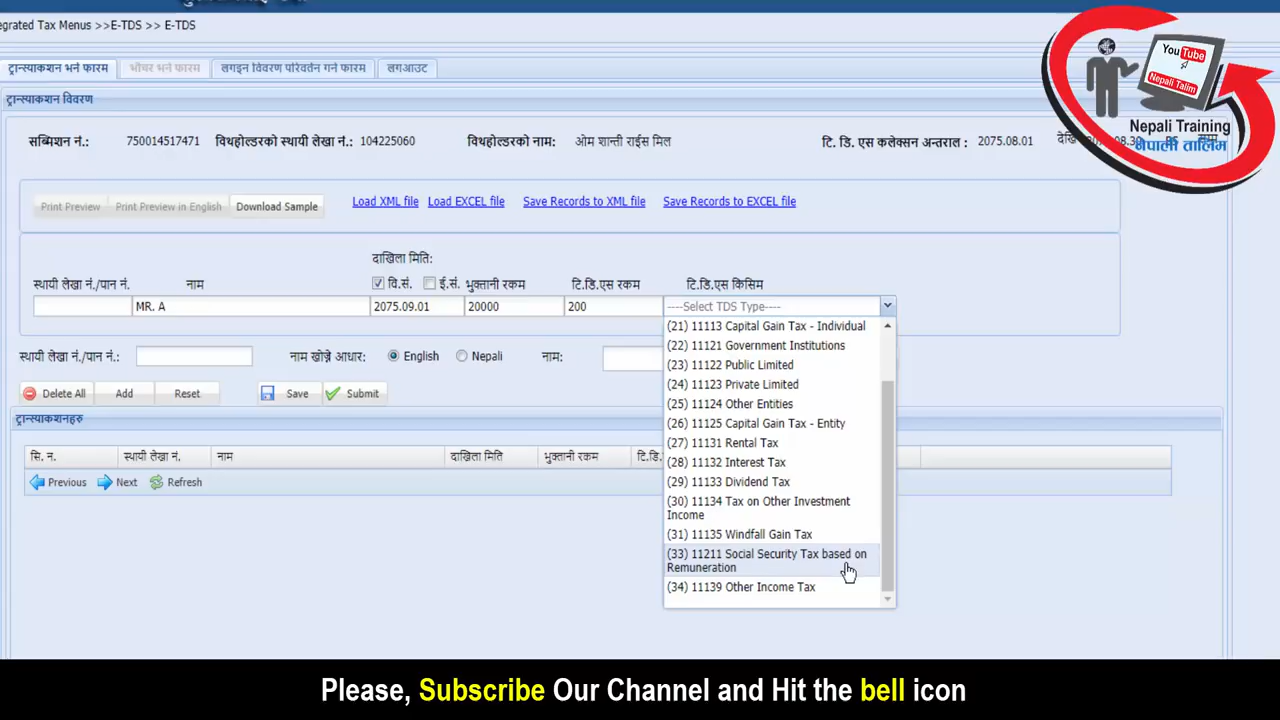 egrated Tax Menus >>E-TDS >> E-TDS
ट्रान्स्याकशन भर्ने फारम भौचर भर्ने फारम लगइन विवरण परिवर्तन गर्ने फारम लगआउट
ट्रान्स्याकशन विवरण
सब्मिशन नं.: 750014517471 विथहोल्डरको स्थायी लेखा नं.: 104225060 विथहोल्डरको नाम: ओम शान्ती राईस मिल टि. डि. एस कलेक्सन अन्तराल : 2075.08.01
You Tube
Nepali Talim
Nepali Training
नेपाली तालिम
Print Preview Print Preview in English Download Sample Load XML file Load EXCEL file Save Records to XML file Save Records to EXCEL file
दाखिला मिति:
स्थायी लेखा नं./पान नं. नाम वि.सं. ई.सं. भुक्तानी रकम टि.डि.एस रकम टि.डि.एस किसिम
MR. A 2075.09.01 20000 200 ----Select TDS Type----
(21) 11113 Capital Gain Tax - Individual
(22) 11121 Government Institutions
(23) 11122 Public Limited
(24) 11123 Private Limited
(25) 11124 Other Entities
(26) 11125 Capital Gain Tax - Entity
(27) 11131 Rental Tax
(28) 11132 Interest Tax
(29) 11133 Dividend Tax
(30) 11134 Tax on Other Investment
Income
(31) 11135 Windfall Gain Tax
(33) 11211 Social Security Tax based on
Remuneration
(34) 11139 Other Income Tax
स्थायी लेखा नं./पान नं.: नाम खोज्ने आधार: English Nepali नाम:
Delete All Add Reset Save Submit
ट्रान्स्याकशनहरु
सि. न. स्थायी लेखा नं. नाम दाखिला मिति भुक्तानी रकम टि.डि.
Previous Next Refresh
Please, Subscribe Our Channel and Hit the bell icon